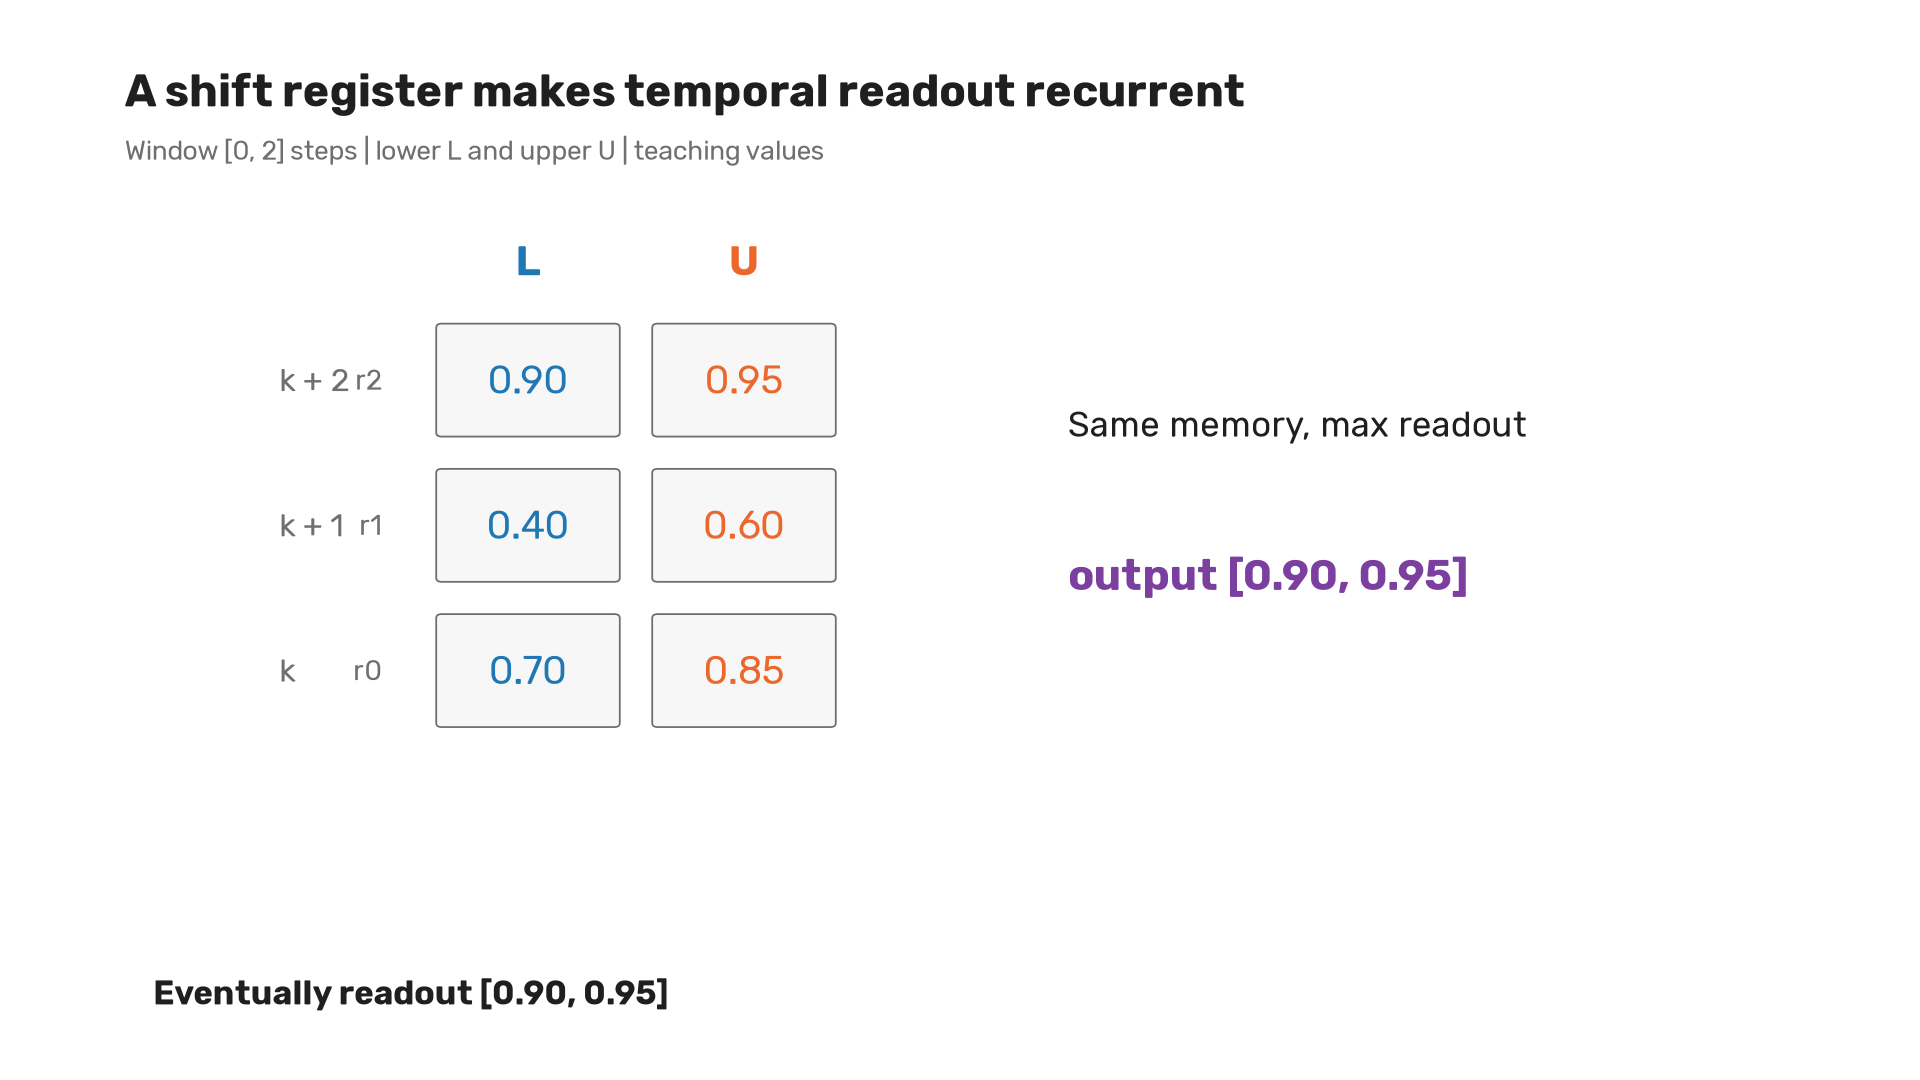 A shift register makes temporal readout recurrent
Window [0, 2] steps | lower L and upper U | teaching values
L U
k + 2 r2 0.90 0.95
k + 1 r1 0.40 0.60
k r0 0.70 0.85
Same memory, max readout
output [0.90, 0.95]
Eventually readout [0.90, 0.95]